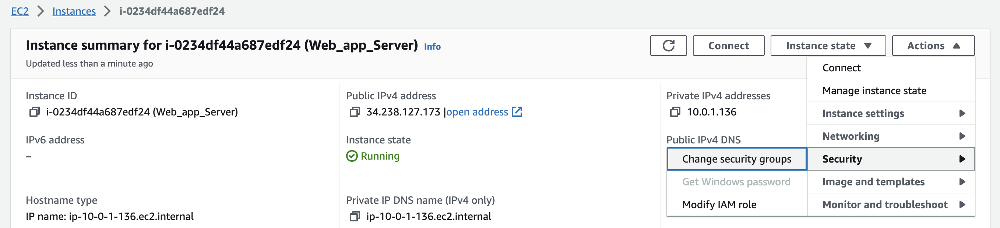 EC2 > Instances > i-0234df44a687edf24
Instance summary for i-0234df44a687edf24 (Web_app_Server) Info
Updated less than a minute ago
Connect
Instance state
Actions
Connect
Manage instance state
Instance settings
Networking
Security
Image and templates
Monitor and troubleshoot
Change security groups
Get Windows password
Modify IAM role
Instance ID
i-0234df44a687edf24 (Web_app_Server)
Public IPv4 address
34.238.127.173 |open address
Private IPv4 addresses
10.0.1.136
IPv6 address
–
Instance state
Running
Public IPv4 DNS
Hostname type
IP name: ip-10-0-1-136.ec2.internal
Private IP DNS name (IPv4 only)
ip-10-0-1-136.ec2.internal